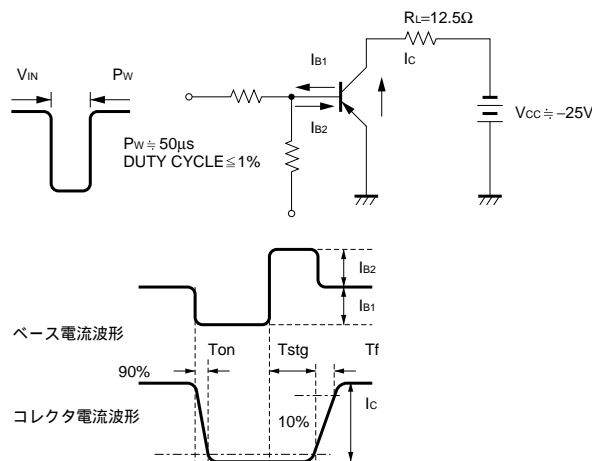 RL=12.5Ω
IB1
IC
VIN
PW
IB2
VCC≒−25V
PW≒50μs
DUTY CYCLE≦1%
IB2
IB1
ベース電流波形
Ton
Tstg
Tf
90%
IC
コレクタ電流波形
10%